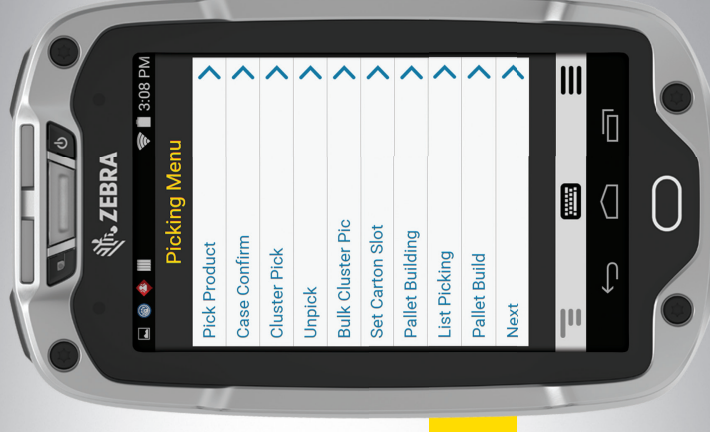 ZEBRA
3:08 PM
Picking Menu
Pick Product
Case Confirm
Cluster Pick
Unpick
Bulk Cluster Pic
Set Carton Slot
Pallet Building
List Picking
Pallet Build
Next